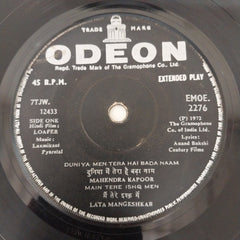 TRADE MARK
ODEON
Regd. Trade Mark of The Gramophone Co. Ltd.
45 R.P.M.
EXTENDED PLAY
7TJW.
12433
EMOE.
2276
SIDE ONE
Hindi Film:
LOAFER
Music:
Laxmikant
Pyarelal
℗ 1972
The Gramophone
Co. of India Ltd.
Lyrics:
Anand Bakshi
Century Films
DUNIYA MEN TERA HAI BADA NAAM
दुनिया में तेरा है बड़ा नाम
MAHENDRA KAPOOR
MAIN TERE ISHQ MEN
मैं तेरे इश्क़ में
LATA MANGESHKAR